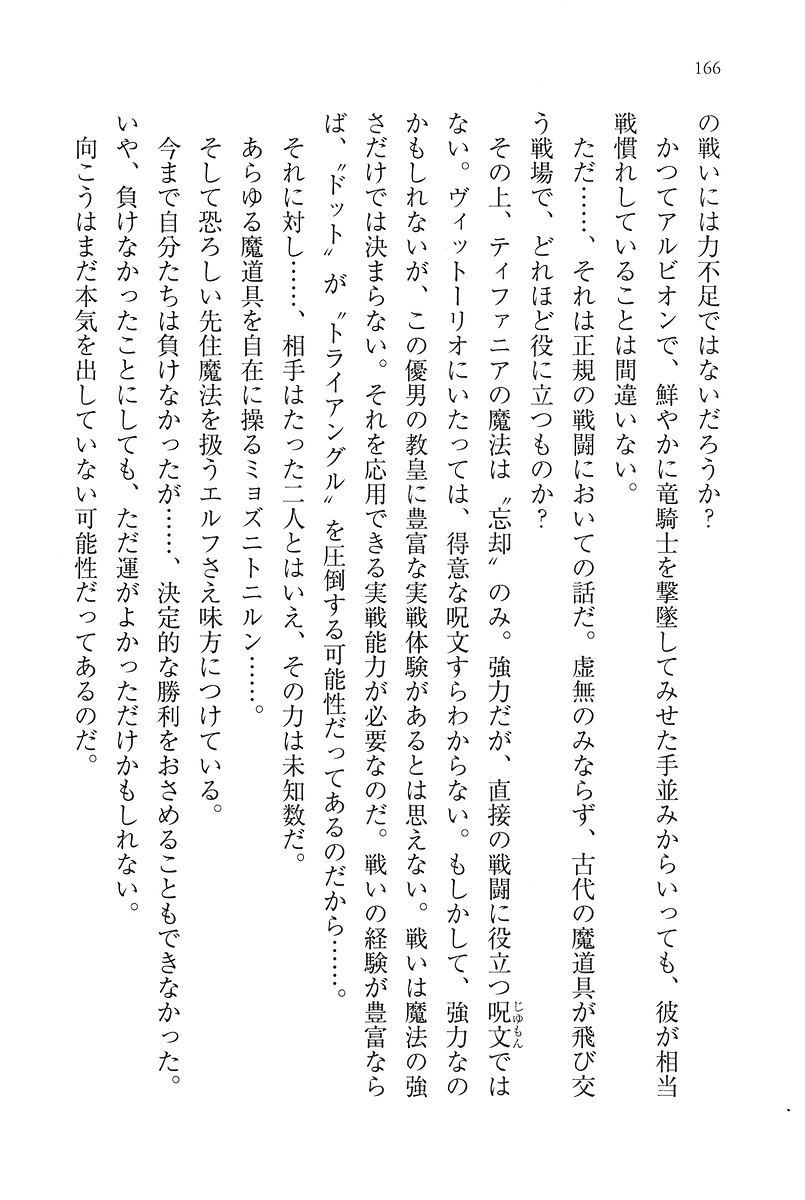 166
の戦いには力不足ではないだろうか？
かつてアルビオンで、鮮やかに竜騎士を撃墜してみせた手並みからいっても、彼が相当
戦慣れしていることは間違いない。
ただ……、それは正規の戦闘においての話だ。虚無のみならず、古代の魔道具が飛び交
う戦場で、どれほど役に立つものか？
その上、ティファニアの魔法は〝忘却〟のみ。強力だが、直接の戦闘に役立つ呪文じゅもんでは
ない。ヴィットーリオにいたっては、得意な呪文すらわからない。もしかして、強力なの
かもしれないが、この優男の教皇に豊富な実戦体験があるとは思えない。戦いは魔法の強
さだけでは決まらない。それを応用できる実戦能力が必要なのだ。戦いの経験が豊富なら
ば、〝ドット〟が〝トライアングル〟を圧倒する可能性だってあるのだから……。
それに対し……、相手はたった二人とはいえ、その力は未知数だ。
あらゆる魔道具を自在に操るミョズニトニルン……。
そして恐ろしい先住魔法を扱うエルフさえ味方につけている。
今まで自分たちは負けなかったが……、決定的な勝利をおさめることもできなかった。
いや、負けなかったことにしても、ただ運がよかっただけかもしれない。
向こうはまだ本気を出していない可能性だってあるのだ。